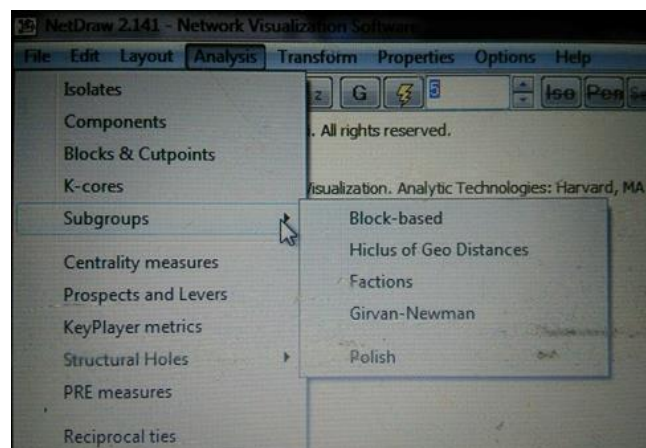 NetDraw 2.141 - Network Visualization Software
File Edit Layout Analysis Transform Properties Options Help
z G 5 Iso Pen
Isolates
. All rights reserved.
Components
Blocks & Cutpoints
K-cores
Visualization. Analytic Technologies: Harvard, MA
Subgroups
Block-based
Hiclus of Geo Distances
Factions
Girvan-Newman
Polish
Centrality measures
Prospects and Levers
KeyPlayer metrics
Structural Holes
PRE measures
Reciprocal ties